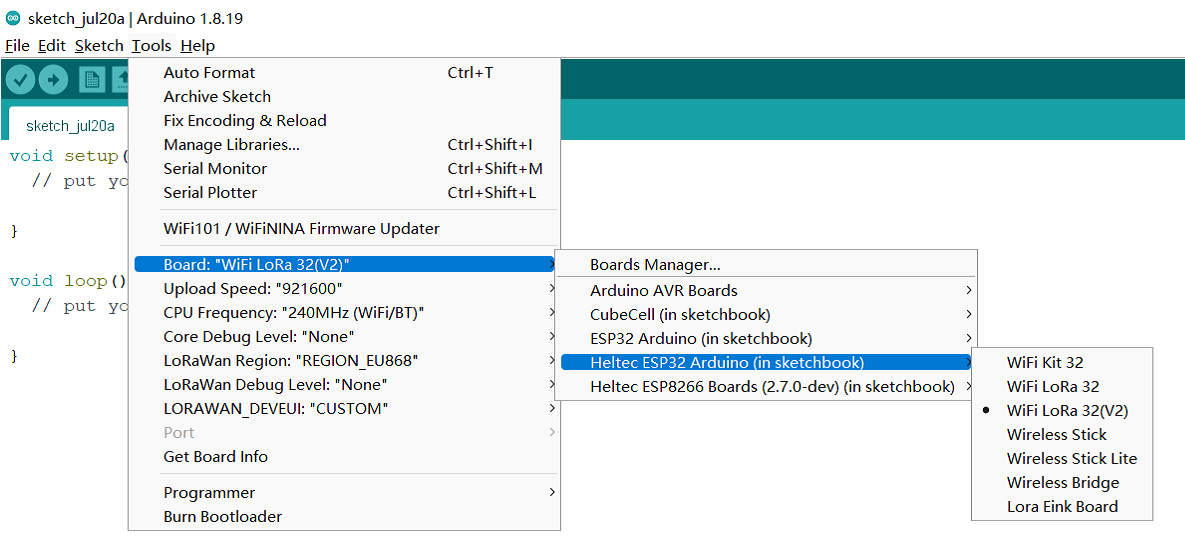 sketch_jul20a | Arduino 1.8.19
File Edit Sketch Tools Help
sketch_jul20a
void setup(
// put yo
}
void loop()
// put yo
}
Auto Format Ctrl+T
Archive Sketch
Fix Encoding & Reload
Manage Libraries... Ctrl+Shift+I
Serial Monitor Ctrl+Shift+M
Serial Plotter Ctrl+Shift+L
WiFi101 / WiFiNINA Firmware Updater
Board: "WiFi LoRa 32(V2)"
Upload Speed: "921600"
CPU Frequency: "240MHz (WiFi/BT)"
Core Debug Level: "None"
LoRaWan Region: "REGION_EU868"
LoRaWan Debug Level: "None"
LORAWAN_DEVEUI: "CUSTOM"
Port
Get Board Info
Programmer
Burn Bootloader
Boards Manager...
Arduino AVR Boards
CubeCell (in sketchbook)
ESP32 Arduino (in sketchbook)
Heltec ESP32 Arduino (in sketchbook)
Heltec ESP8266 Boards (2.7.0-dev) (in sketchbook)
WiFi Kit 32
WiFi LoRa 32
WiFi LoRa 32(V2)
Wireless Stick
Wireless Stick Lite
Wireless Bridge
Lora Eink Board